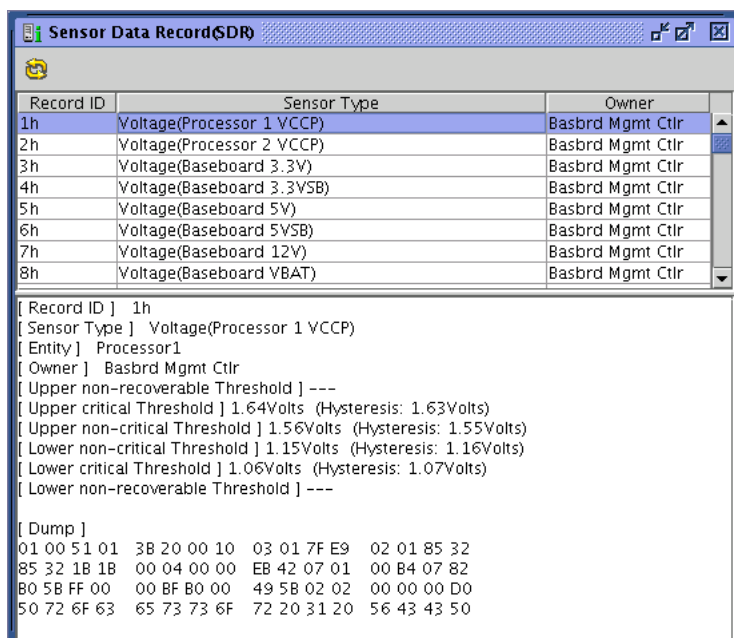 Sensor Data Record(SDR)
Record ID Sensor Type Owner
1h Voltage(Processor 1 VCCP) Basbrd Mgmt Ctlr
2h Voltage(Processor 2 VCCP) Basbrd Mgmt Ctlr
3h Voltage(Baseboard 3.3V) Basbrd Mgmt Ctlr
4h Voltage(Baseboard 3.3VSB) Basbrd Mgmt Ctlr
5h Voltage(Baseboard 5V) Basbrd Mgmt Ctlr
6h Voltage(Baseboard 5VSB) Basbrd Mgmt Ctlr
7h Voltage(Baseboard 12V) Basbrd Mgmt Ctlr
8h Voltage(Baseboard VBAT) Basbrd Mgmt Ctlr
[ Record ID ] 1h
[ Sensor Type ] Voltage(Processor 1 VCCP)
[ Entity ] Processor1
[ Owner ] Basbrd Mgmt Ctlr
[ Upper non-recoverable Threshold ] ---
[ Upper critical Threshold ] 1.64Volts (Hysteresis: 1.63Volts)
[ Upper non-critical Threshold ] 1.56Volts (Hysteresis: 1.55Volts)
[ Lower non-critical Threshold ] 1.15Volts (Hysteresis: 1.16Volts)
[ Lower critical Threshold ] 1.06Volts (Hysteresis: 1.07Volts)
[ Lower non-recoverable Threshold ] ---
[ Dump ]
01 00 51 01 3B 20 00 10 03 01 7F E9 02 01 85 32
85 32 1B 1B 00 04 00 00 EB 42 07 01 00 B4 07 82
B0 5B FF 00 00 BF B0 00 49 5B 02 02 00 00 00 D0
50 72 6F 63 65 73 73 6F 72 20 31 20 56 43 43 50